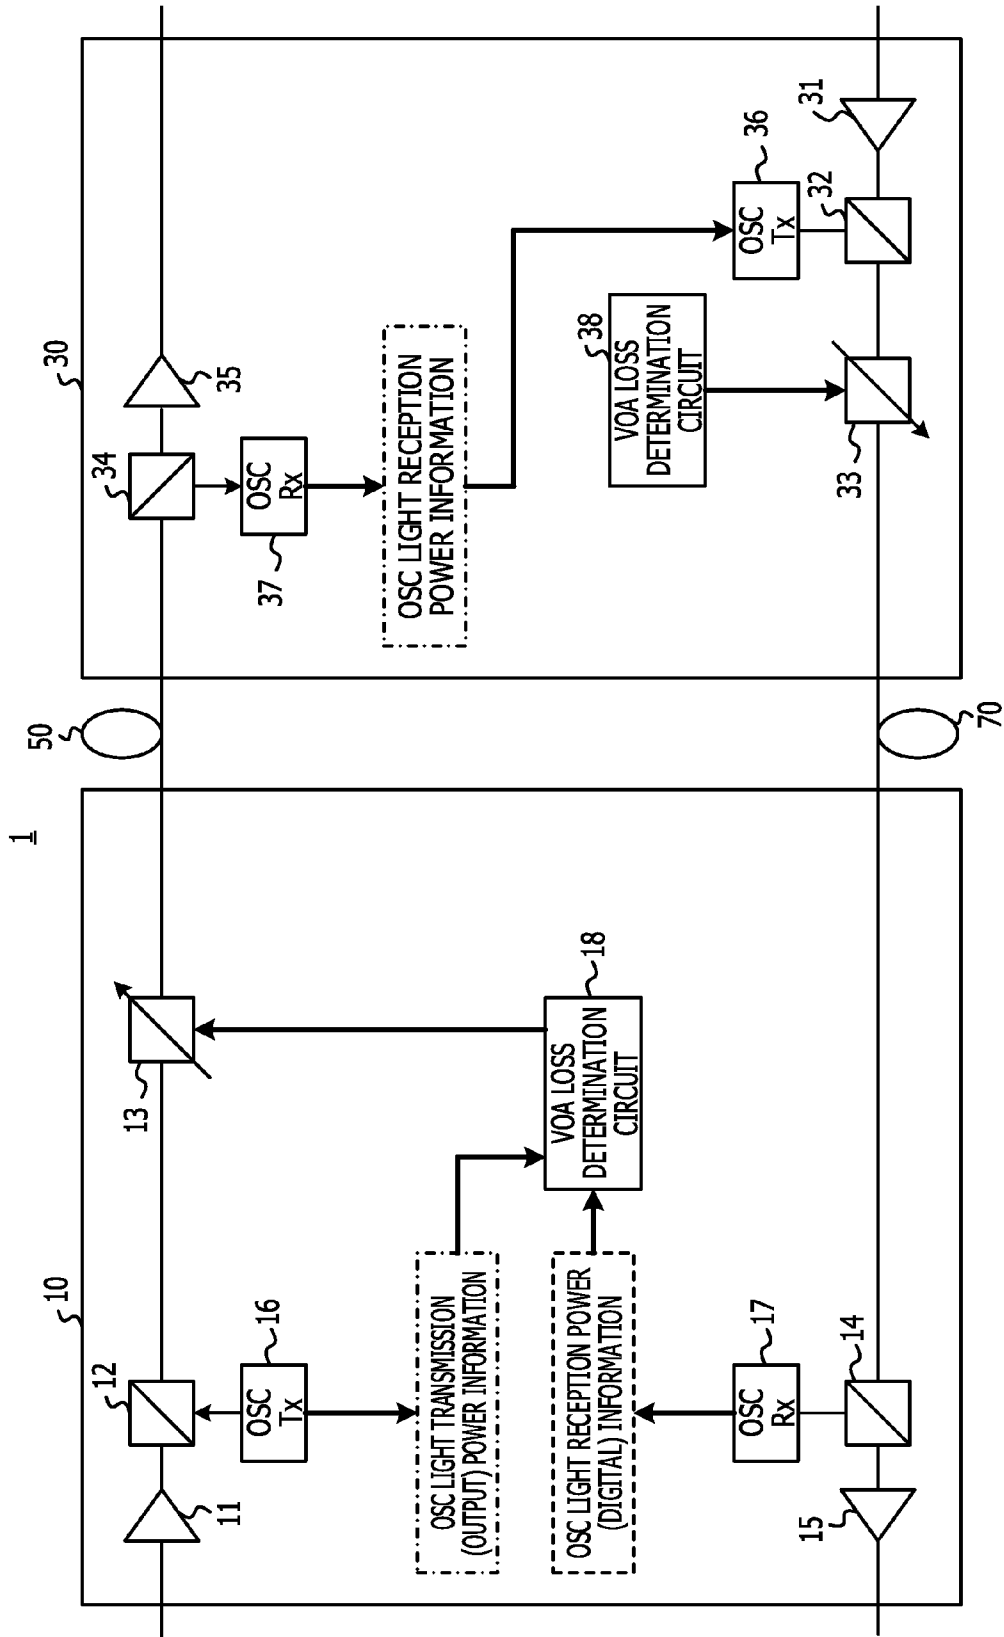 1
10
12
11
OSC
Tx
16
13
OSC LIGHT TRANSMISSION
(OUTPUT) POWER INFORMATION
OSC LIGHT RECEPTION POWER
(DIGITAL) INFORMATION
VOA LOSS
DETERMINATION
CIRCUIT
18
OSC
Rx
17
14
15
50
70
30
34
35
OSC
Rx
37
OSC LIGHT RECEPTION
POWER INFORMATION
38
VOA LOSS
DETERMINATION
CIRCUIT
OSC
Tx
36
33
32
31